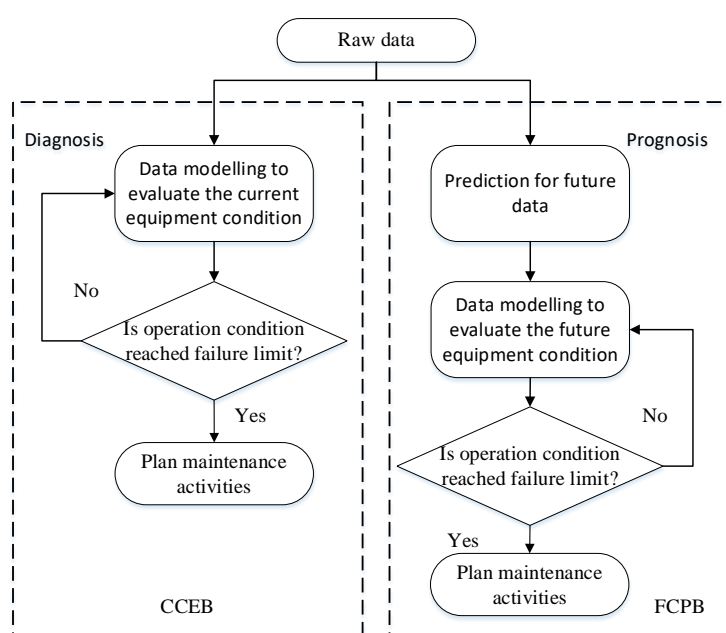 Raw data
Diagnosis
Data modelling to
evaluate the current
equipment condition
No
Is operation condition
reached failure limit?
Yes
Plan maintenance
activities
CCEB
Prognosis
Prediction for future
data
Data modelling to
evaluate the future
equipment condition
No
Is operation condition
reached failure limit?
Yes
Plan maintenance
activities
FCPB